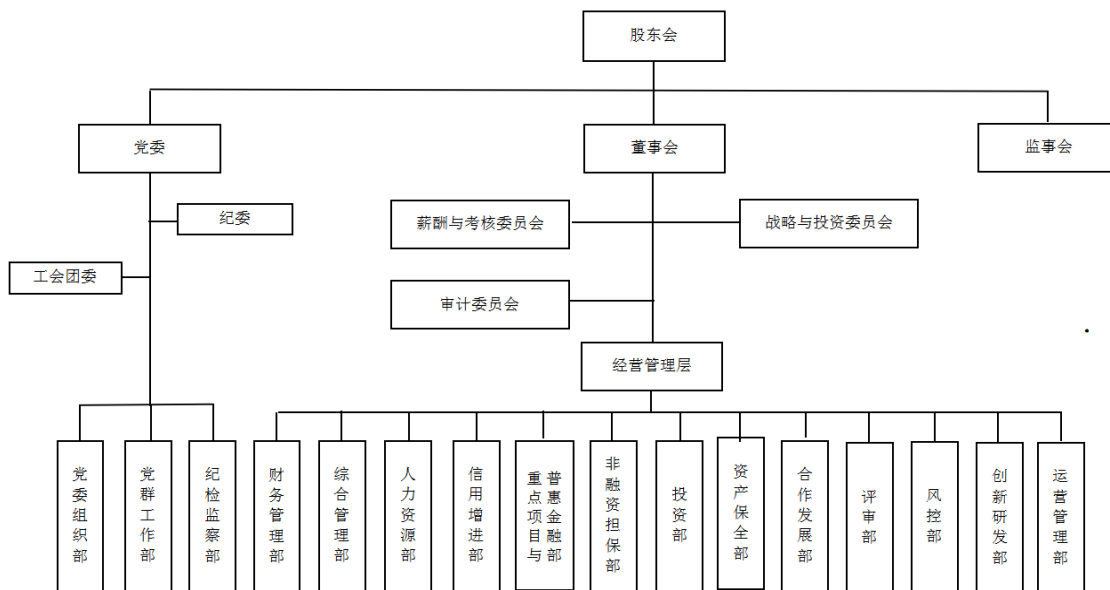 股东会
党委
董事会
监事会
纪委
薪酬与考核委员会
战略与投资委员会
工会团委
审计委员会
经营管理层
党委组织部
党群工作部
纪检监察部
财务管理部
综合管理部
人力资源部
信用增进部
重点项目与
普惠金融部
非融资担保部
投资部
资产保全部
合作发展部
评审部
风控部
创新研发部
运营管理部